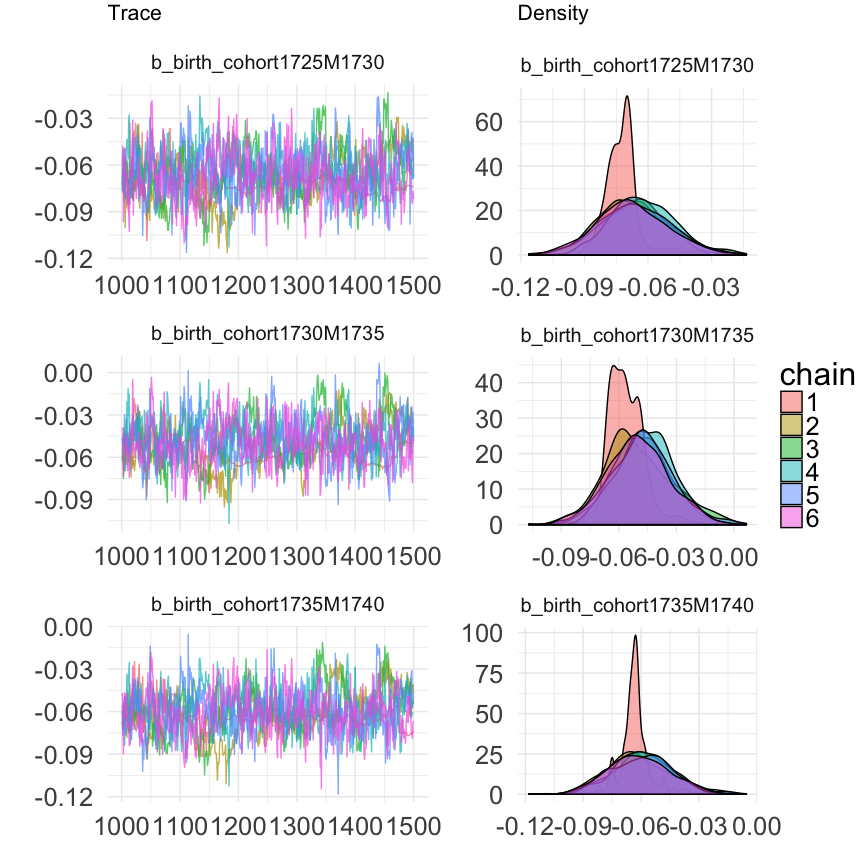 Trace
Density
b_birth_cohort1725M1730
b_birth_cohort1725M1730
-0.03
-0.06
-0.09
-0.12
1000 1100 1200 1300 1400 1500
60
40
20
0
-0.12 -0.09 -0.06 -0.03
b_birth_cohort1730M1735
b_birth_cohort1730M1735
0.00
-0.03
-0.06
-0.09
1000 1100 1200 1300 1400 1500
40
30
20
10
0
-0.09 -0.06 -0.03 0.00
chain
1
2
3
4
5
6
b_birth_cohort1735M1740
b_birth_cohort1735M1740
0.00
-0.03
-0.06
-0.09
-0.12
1000 1100 1200 1300 1400 1500
100
75
50
25
0
-0.12 -0.09 -0.06 -0.03 0.00